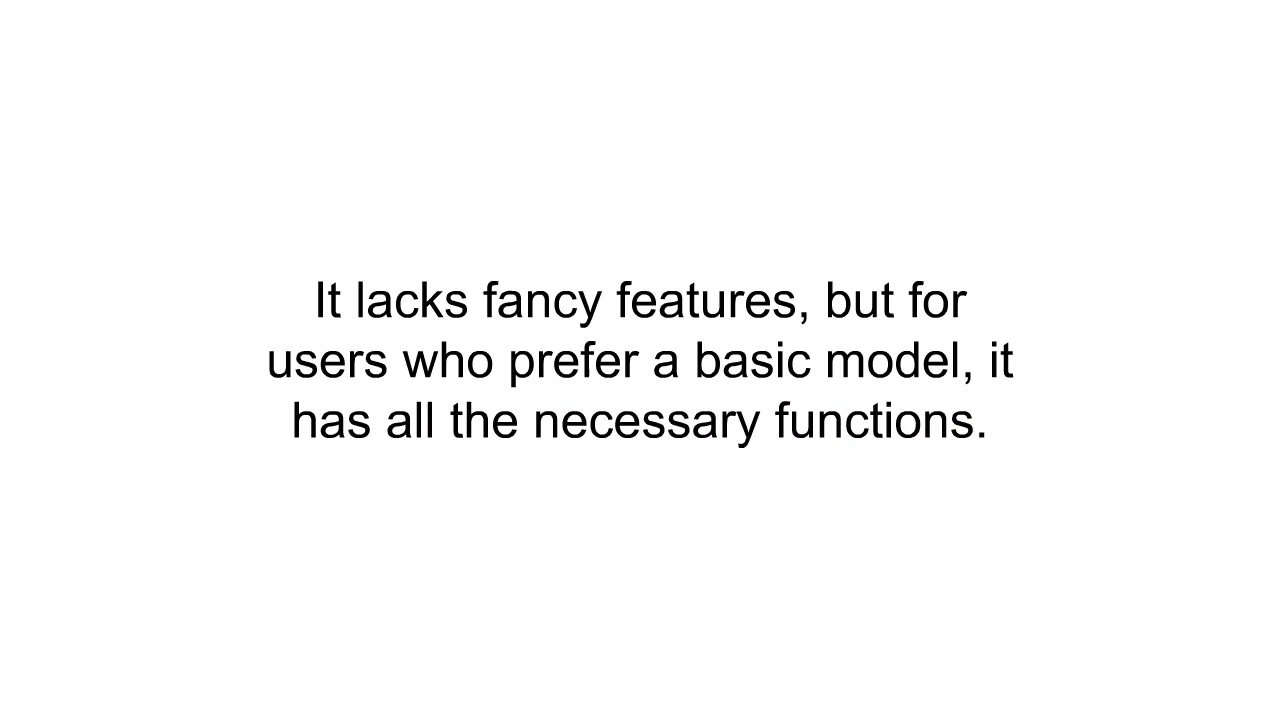 It lacks fancy features, but for
users who prefer a basic model, it
has all the necessary functions.